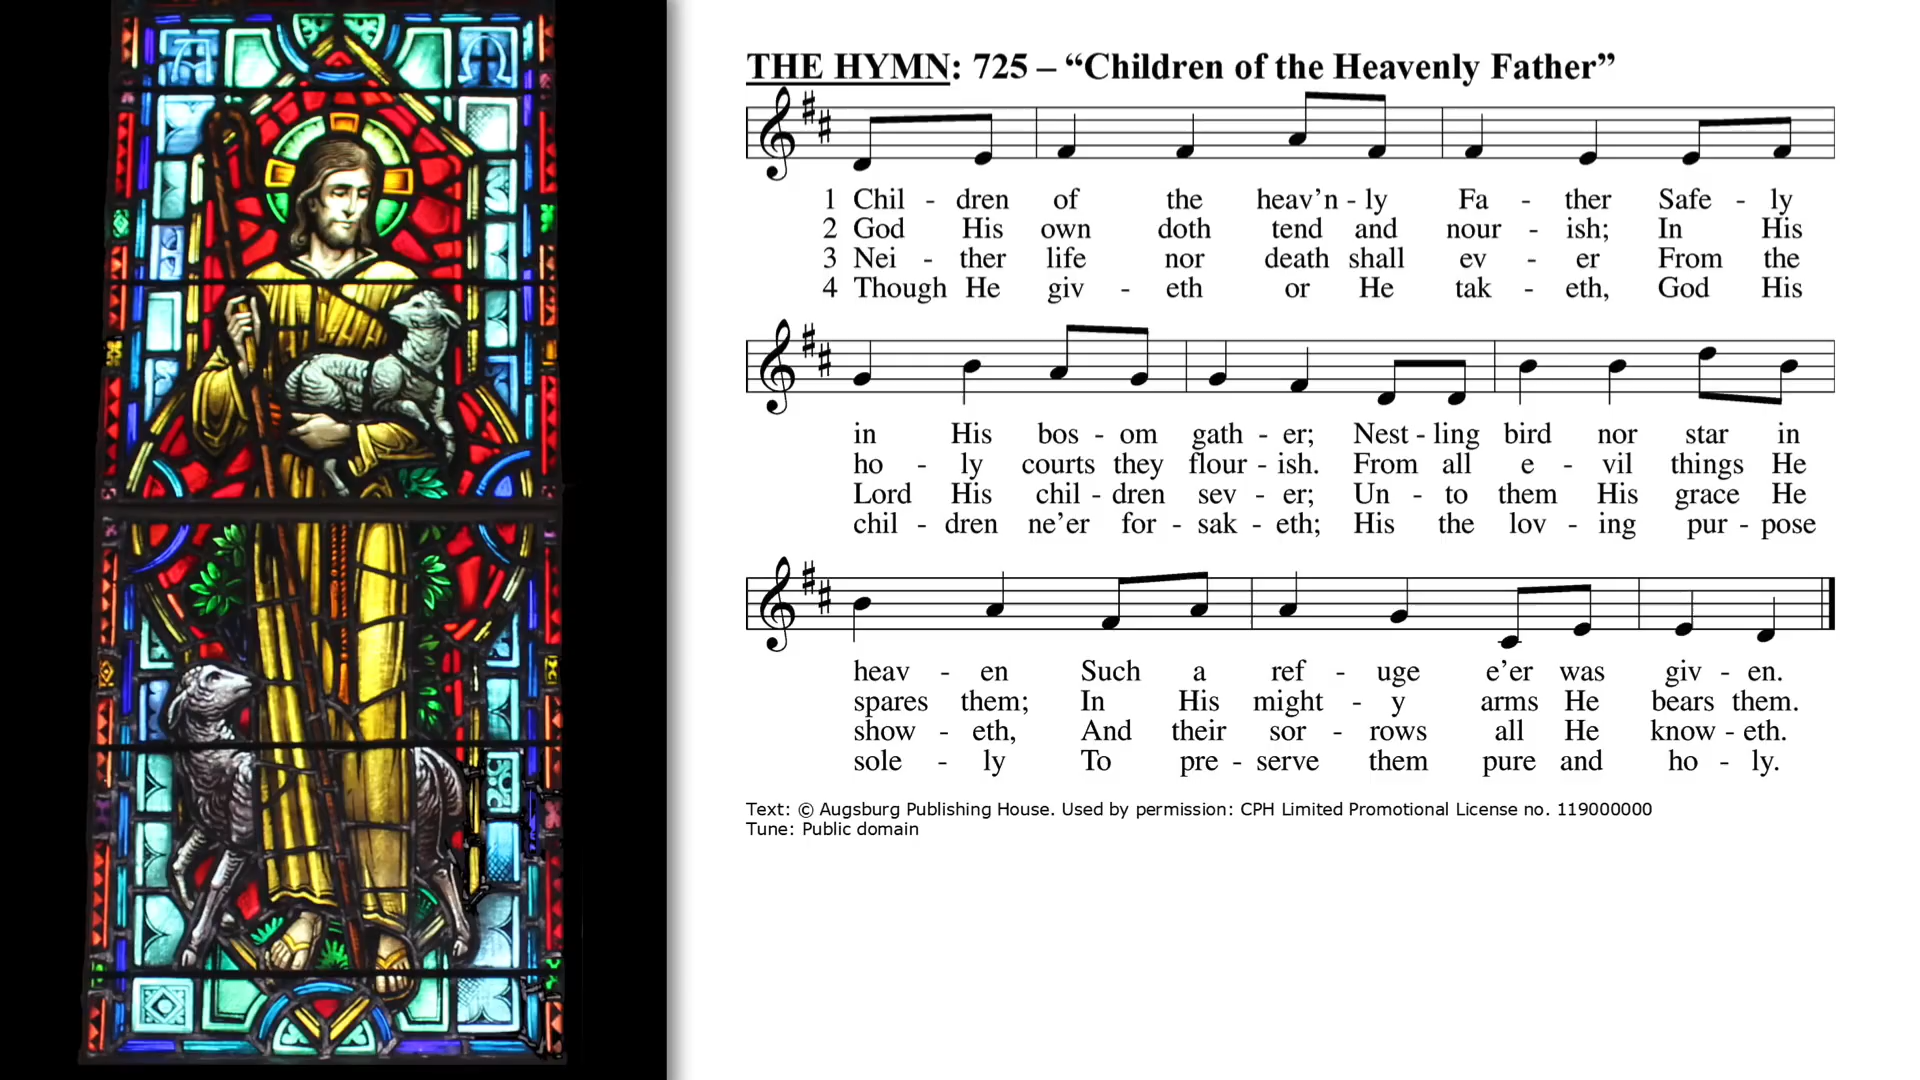 Α Ω
THE HYMN: 725 – “Children of the Heavenly Father”
1 Chil - dren of the heav’n - ly Fa - ther Safe - ly
2 God His own doth tend and nour - ish; In His
3 Nei - ther life nor death shall ev - er From the
4 Though He giv - eth or He tak - eth, God His
in His bos - om gath - er; Nest - ling bird nor star in
ho - ly courts they flour - ish. From all e - vil things He
Lord His chil - dren sev - er; Un - to them His grace He
chil - dren ne’er for - sak - eth; His the lov - ing pur - pose
heav - en Such a ref - uge e’er was giv - en.
spares them; In His might - y arms He bears them.
show - eth, And their sor - rows all He know - eth.
sole - ly To pre - serve them pure and ho - ly.
Text: © Augsburg Publishing House. Used by permission: CPH Limited Promotional License no. 119000000
Tune: Public domain